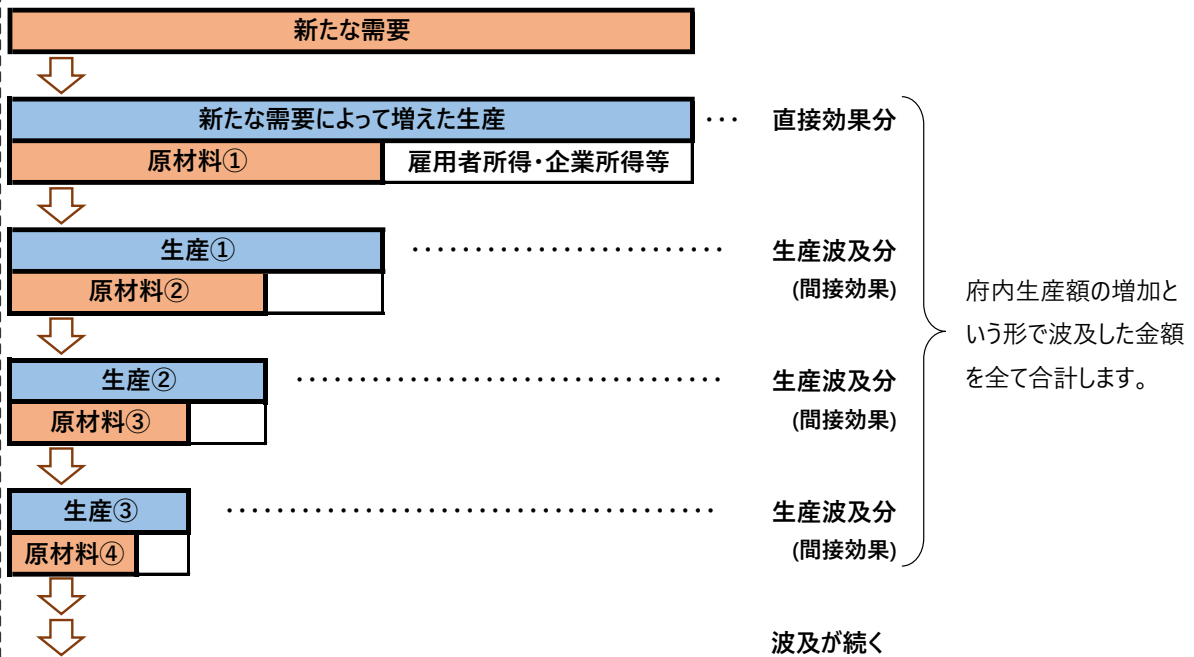 新たな需要
新たな需要によって増えた生産 ・・・ 直接効果分
原材料① 雇用者所得・企業所得等
生産① ・・・・・・・・・・・・・・・・・・・・・・・・ 生産波及分
原材料② (間接効果)
府内生産額の増加と
いう形で波及した金額
を全て合計します。
生産② ・・・・・・・・・・・・・・・・・・・・・・・・・・・・・・・・・ 生産波及分
原材料③ (間接効果)
生産③ ・・・・・・・・・・・・・・・・・・・・・・・・・・・・・・・・・・・・・・ 生産波及分
原材料④ (間接効果)
波及が続く